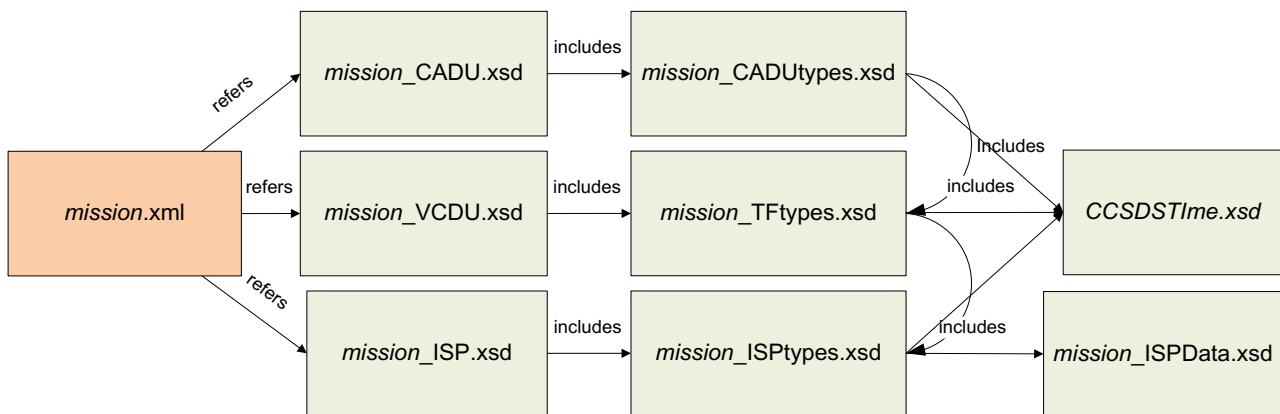 includes
includes
mission_CADU.xsd
mission_CADUtypes.xsd
refers
Includes
mission.xml
refers
mission_VCDU.xsd
includes
mission_TFtypes.xsd
includes
CCSDSTIme.xsd
refers
mission_ISP.xsd
includes
mission_ISPtypes.xsd
includes
mission_ISPData.xsd